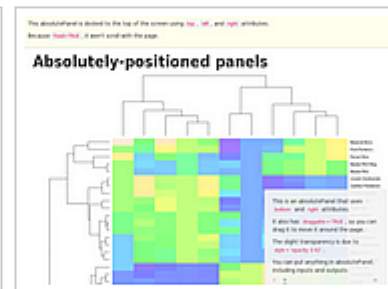 This absolutePanel is docked to the top of the screen using top, left, and right attributes.
Because fixed=TRUE, it won't scroll with the page.
Absolutely-positioned panels
This is an absolutePanel that uses
bottom and right attributes.
It also has draggable = TRUE, so you can
drag it to move it around the page.
The slight transparency is due to
style = "opacity: 0.92".
You can put anything in absolutePanel,
including inputs and outputs.